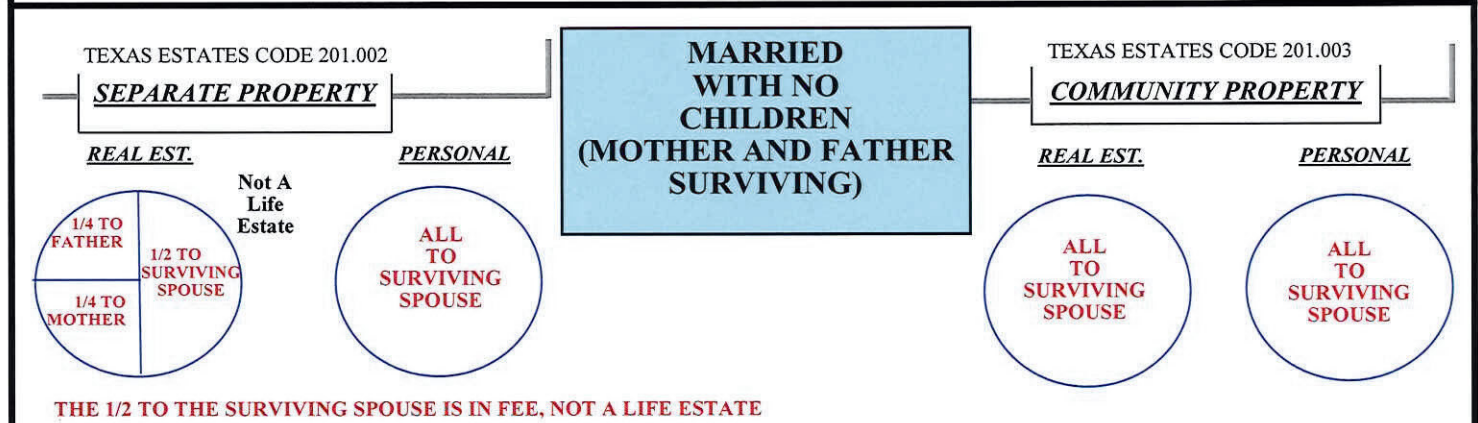 TEXAS ESTATES CODE 201.002
SEPARATE PROPERTY
REAL EST.
PERSONAL
Not A
Life
Estate
1/4 TO
FATHER
1/2 TO
SURVIVING
SPOUSE
1/4 TO
MOTHER
ALL
TO
SURVIVING
SPOUSE
MARRIED
WITH NO
CHILDREN
(MOTHER AND FATHER
SURVIVING)
TEXAS ESTATES CODE 201.003
COMMUNITY PROPERTY
REAL EST.
PERSONAL
ALL
TO
SURVIVING
SPOUSE
ALL
TO
SURVIVING
SPOUSE
THE 1/2 TO THE SURVIVING SPOUSE IS IN FEE, NOT A LIFE ESTATE